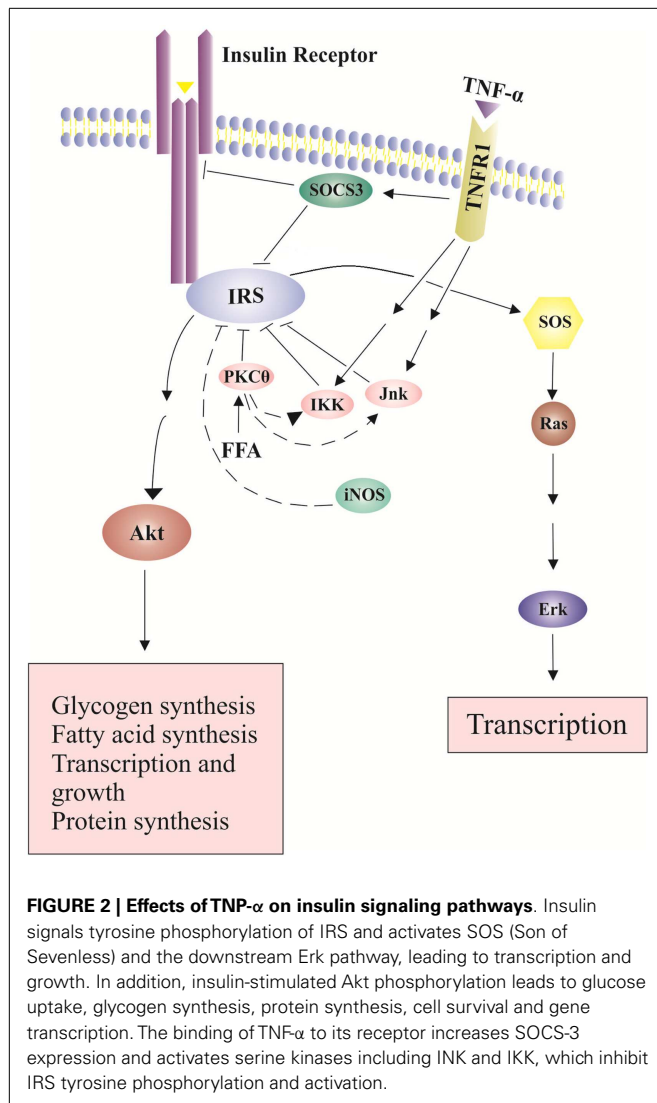 Insulin Receptor
TNF-α
TNFR1
SOCS3
IRS
SOS
PKCθ
IKK
Jnk
Ras
FFA
iNOS
Akt
Erk
Glycogen synthesis
Fatty acid synthesis
Transcription and
growth
Protein synthesis
Transcription
FIGURE 2 | Effects of TNP-α on insulin signaling pathways. Insulin
signals tyrosine phosphorylation of IRS and activates SOS (Son of
Sevenless) and the downstream Erk pathway, leading to transcription and
growth. In addition, insulin-stimulated Akt phosphorylation leads to glucose
uptake, glycogen synthesis, protein synthesis, cell survival and gene
transcription. The binding of TNF-α to its receptor increases SOCS-3
expression and activates serine kinases including INK and IKK, which inhibit
IRS tyrosine phosphorylation and activation.